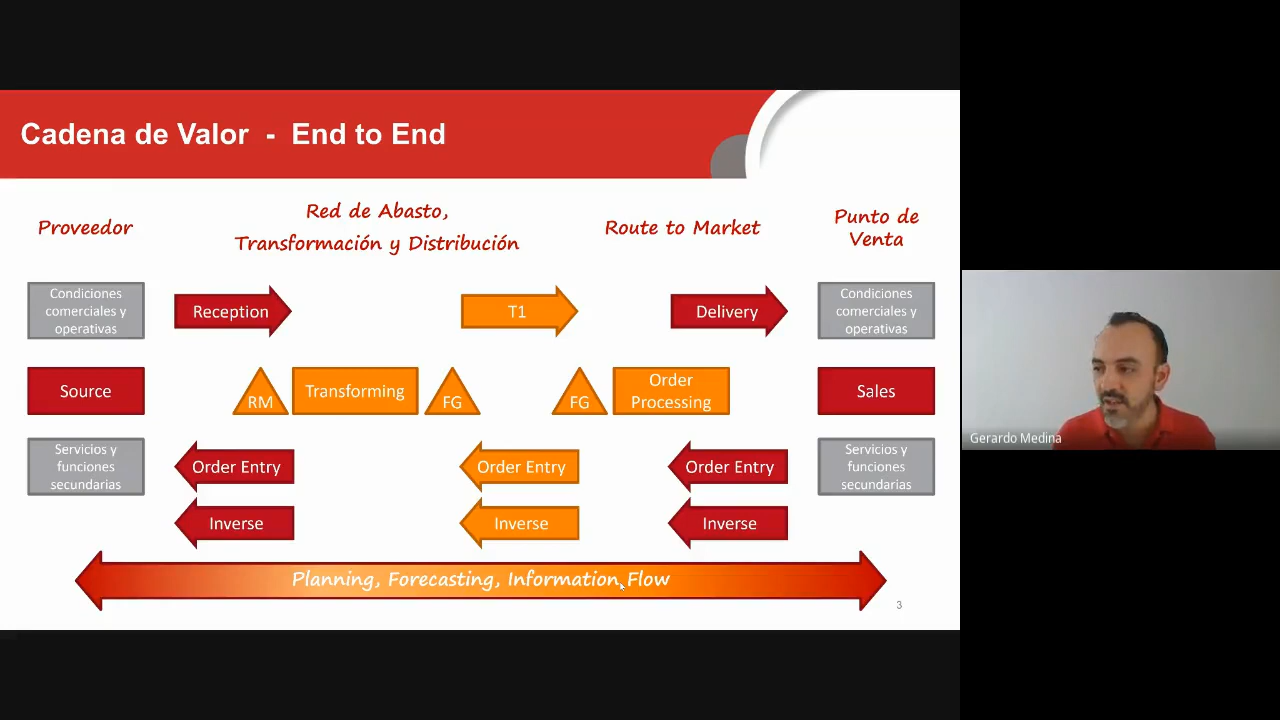 Cadena de Valor - End to End
Proveedor
Red de Abasto,
Transformación y Distribución
Route to Market
Punto de
Venta
Condiciones
comerciales y
operativas
Reception
T1
Delivery
Condiciones
comerciales y
operativas
Source
RM
Transforming
FG
FG
Order
Processing
Sales
Servicios y
funciones
secundarias
Order Entry
Order Entry
Order Entry
Servicios y
funciones
secundarias
Inverse
Inverse
Inverse
Planning, Forecasting, Information Flow
3
Gerardo Medina